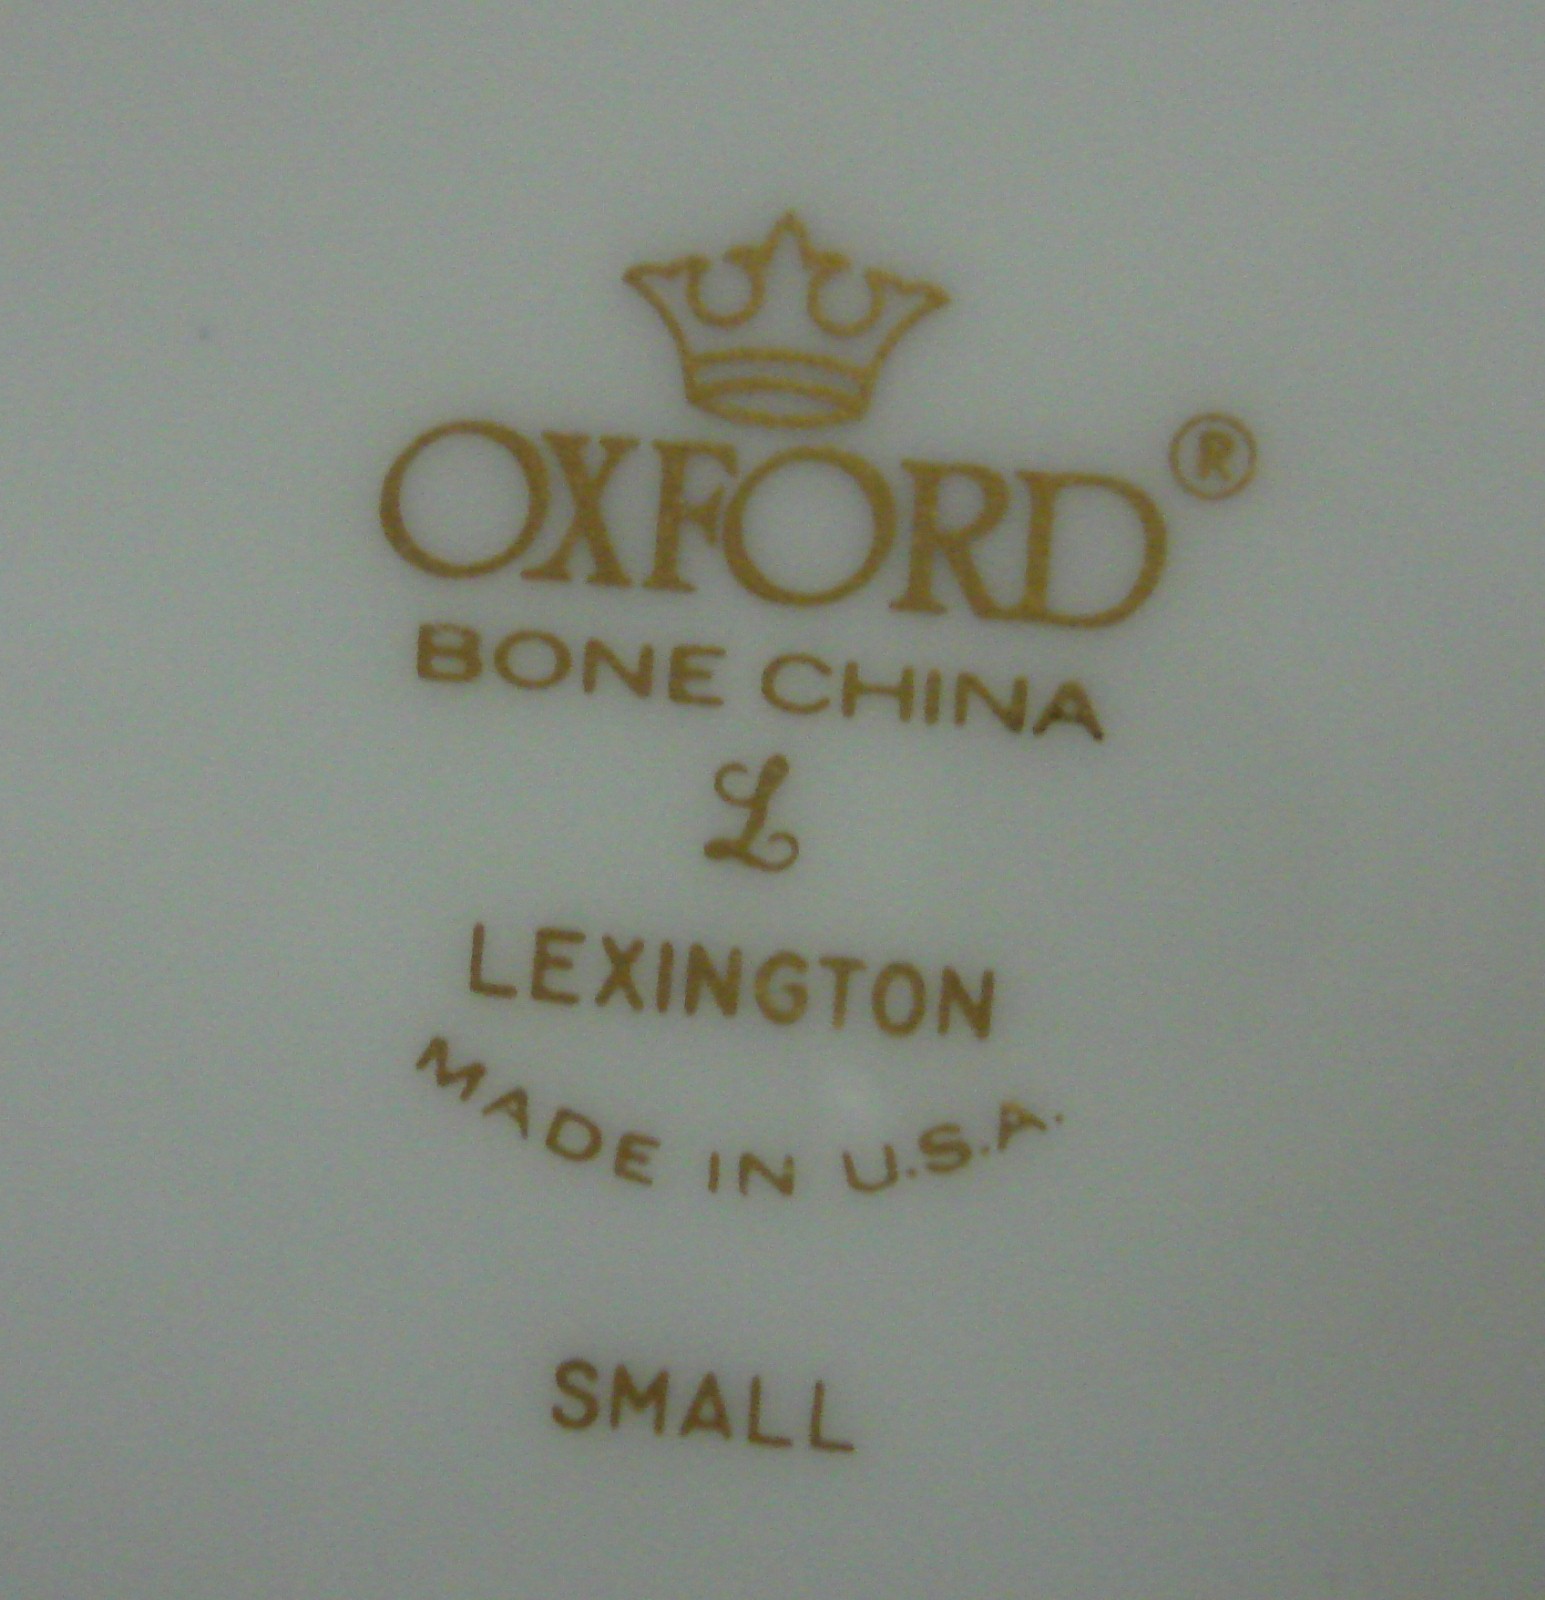 OXFORD®
BONE CHINA
L
LEXINGTON
MADE IN U.S.A.
SMALL